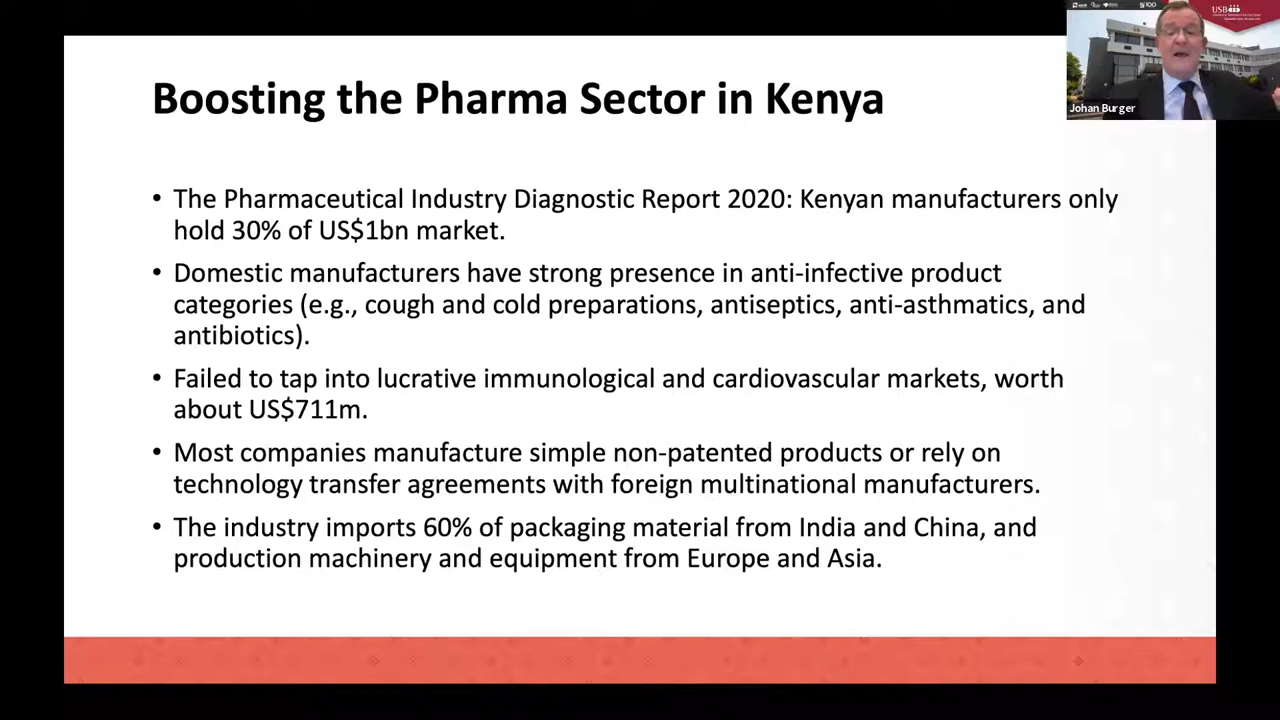 Boosting the Pharma Sector in Kenya
USB
Johan Burger
• The Pharmaceutical Industry Diagnostic Report 2020: Kenyan manufacturers only
hold 30% of US$1bn market.
• Domestic manufacturers have strong presence in anti-infective product
categories (e.g., cough and cold preparations, antiseptics, anti-asthmatics, and
antibiotics).
• Failed to tap into lucrative immunological and cardiovascular markets, worth
about US$711m.
• Most companies manufacture simple non-patented products or rely on
technology transfer agreements with foreign multinational manufacturers.
• The industry imports 60% of packaging material from India and China, and
production machinery and equipment from Europe and Asia.